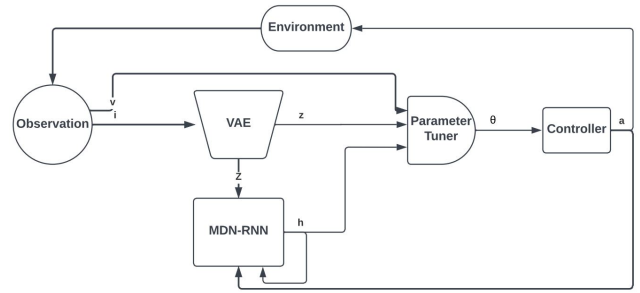 Environment
v
i
Observation
VAE
z
Parameter
Tuner
θ
Controller
a
Z
MDN-RNN
h